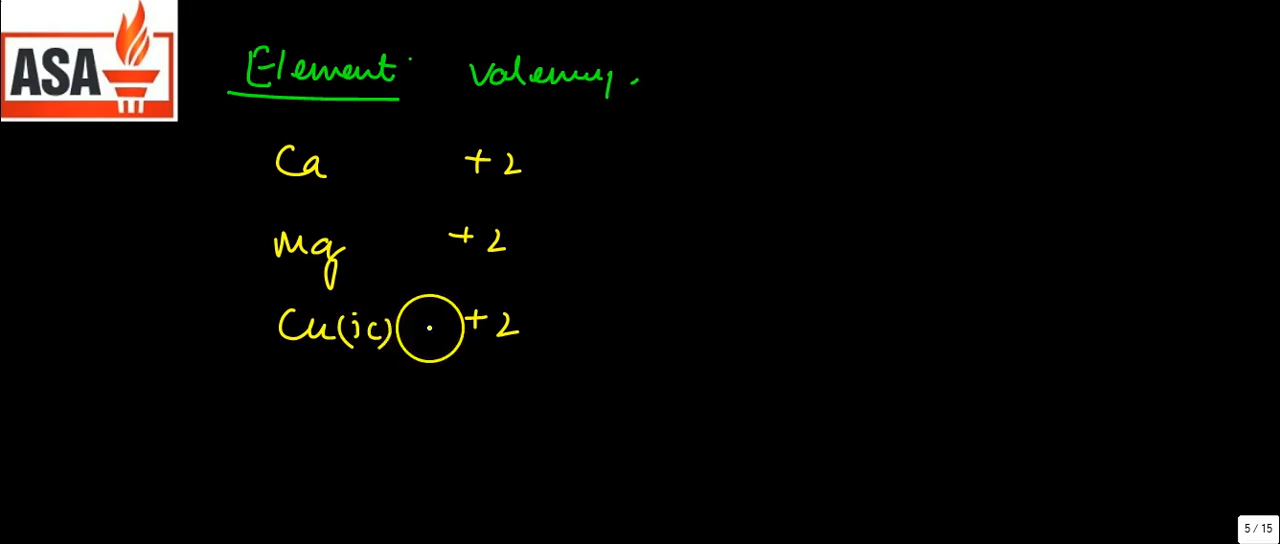 ASA
Element valency.
Ca +2
Mg +2
Cu(ic) +2
5 / 15